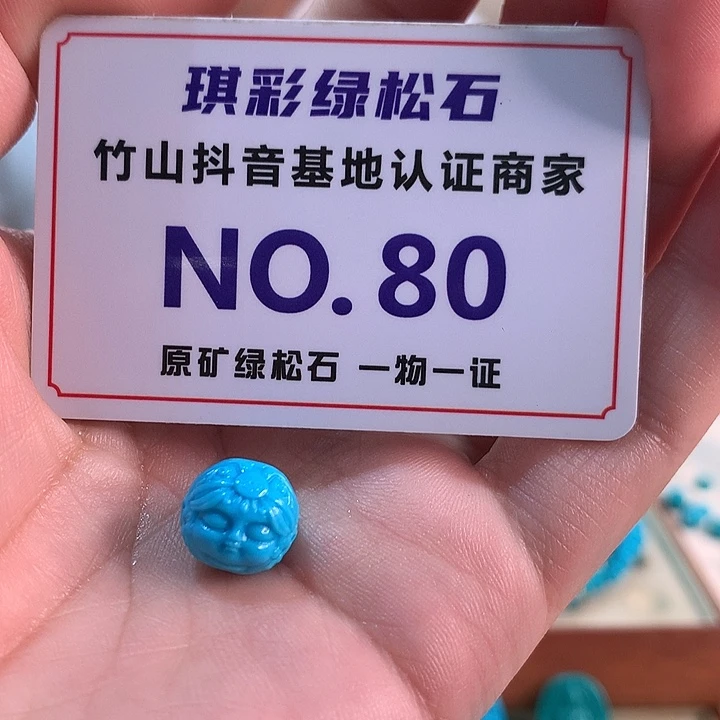 琪彩绿松石
竹山抖音基地认证商家
NO. 80
原矿绿松石 一物一证